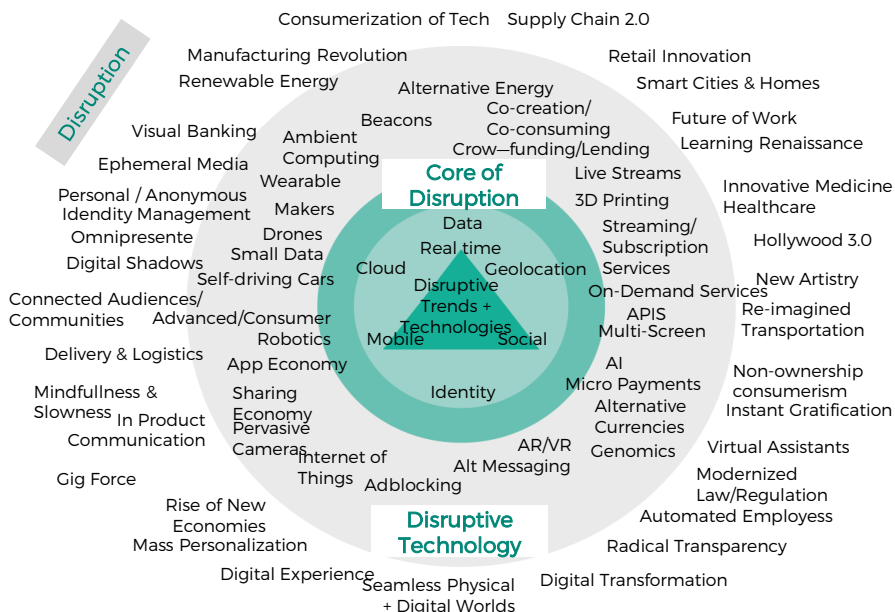 Consumerization of Tech
Supply Chain 2.0
Manufacturing Revolution
Retail Innovation
Renewable Energy
Smart Cities & Homes
Disruption
Alternative Energy
Co-creation/
Co-consuming
Beacons
Future of Work
Visual Banking
Ambient
Computing
Crow—funding/Lending
Learning Renaissance
Ephemeral Media
Core of
Disruption
Live Streams
Wearable
Personal / Anonymous
Idendity Management
3D Printing
Innovative Medicine
Healthcare
Makers
Data
Streaming/
Subscription
Services
Omnipresente
Drones
Hollywood 3.0
Small Data
Real time
Digital Shadows
Cloud
Geolocation
Self-driving Cars
New Artistry
Disruptive
Trends +
Technologies
On-Demand Services
Connected Audiences/
Communities
APIS
Re-imagined
Transportation
Advanced/Consumer
Robotics
Multi-Screen
Mobile
Social
Delivery & Logistics
App Economy
AI
Non-ownership
consumerism
Micro Payments
Mindfullness &
Slowness
Sharing
Economy
Identity
Alternative
Currencies
Instant Gratification
In Product
Communication
Pervasive
Cameras
AR/VR
Genomics
Virtual Assistants
Internet of
Things
Alt Messaging
Gig Force
Adblocking
Modernized
Law/Regulation
Rise of New
Economies
Disruptive
Technology
Automated Employess
Mass Personalization
Radical Transparency
Digital Experience
Seamless Physical
+ Digital Worlds
Digital Transformation